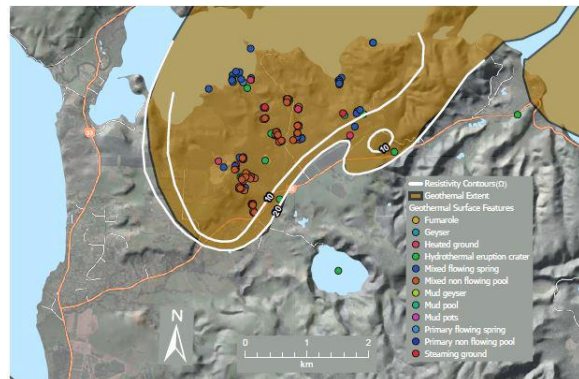 10
10
20
Resistivity Contours(Ω)
Geothemal Extent
Geothermal Surface Features
Fumarole
Geyser
Heated ground
Hydrothermal eruption crater
Mixed flowing spring
Mixed non flowing pool
Mud geyser
Mud pool
Mud pots
Primary flowing spring
Primary non flowing pool
Steaming ground
N
0 1 2
km